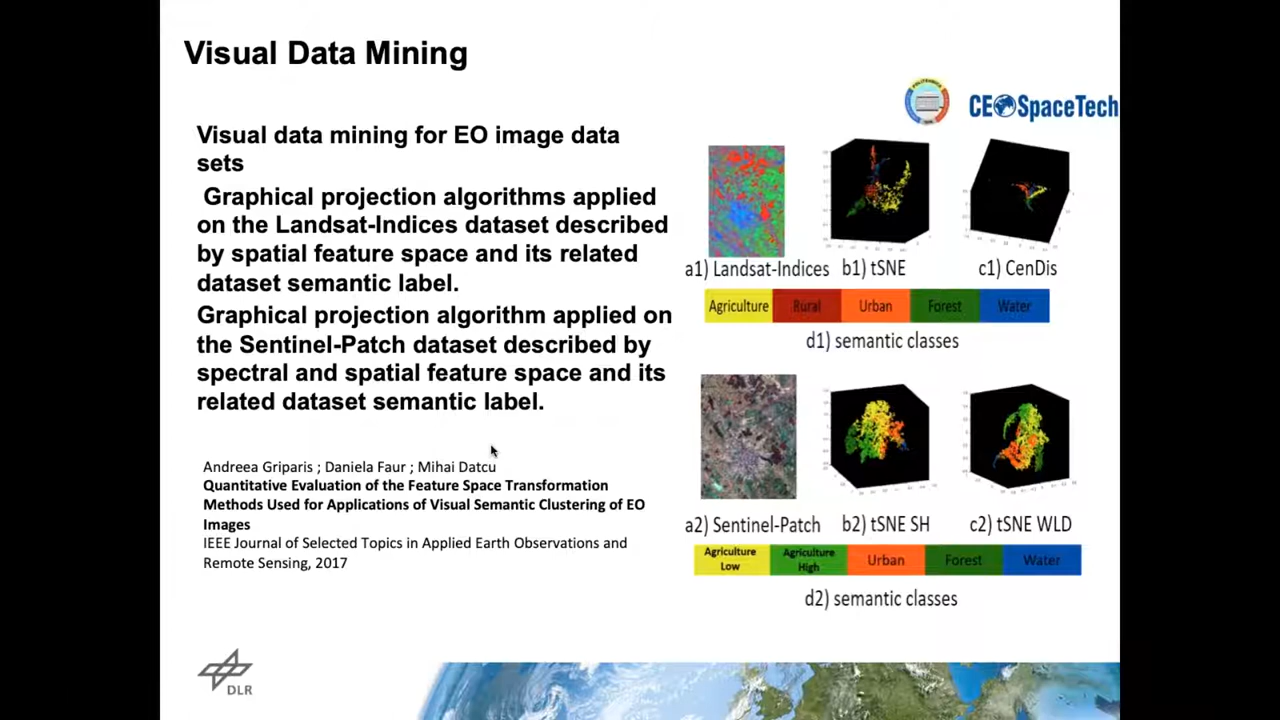 Visual Data Mining
CEOSpaceTech
Visual data mining for EO image data
sets
Graphical projection algorithms applied
on the Landsat-Indices dataset described
by spatial feature space and its related
dataset semantic label.
Graphical projection algorithm applied on
the Sentinel-Patch dataset described by
spectral and spatial feature space and its
related dataset semantic label.
Andreea Griparis ; Daniela Faur ; Mihai Datcu
Quantitative Evaluation of the Feature Space Transformation
Methods Used for Applications of Visual Semantic Clustering of EO
Images
IEEE Journal of Selected Topics in Applied Earth Observations and
Remote Sensing, 2017
a1) Landsat-Indices b1) tSNE c1) CenDis
Agriculture Rural Urban Forest Water
d1) semantic classes
a2) Sentinel-Patch b2) tSNE SH c2) tSNE WLD
Agriculture Low Agriculture High Urban Forest Water
d2) semantic classes
DLR